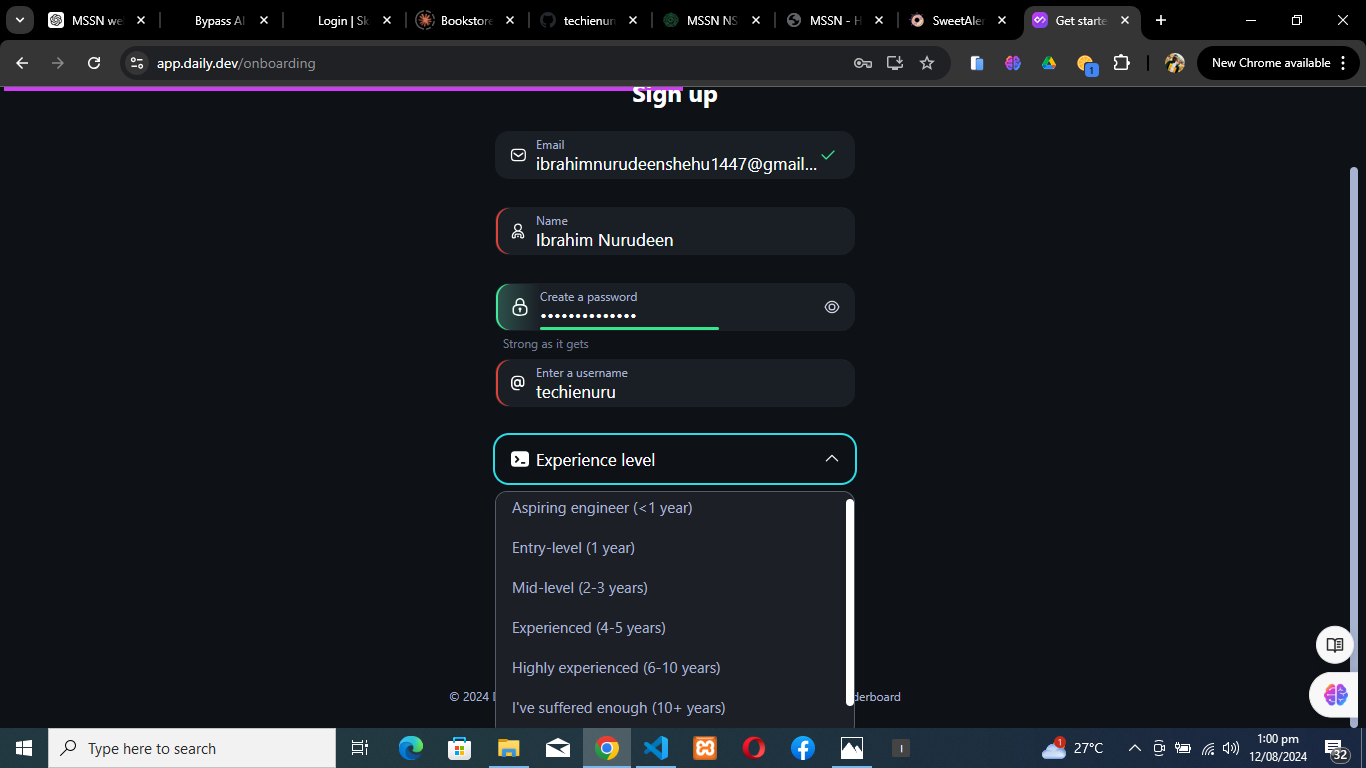 MSSN we
Bypass AI
Login | Sk
Bookstore
techienur
MSSN NS
MSSN - H
SweetAler
Get starte
app.daily.dev/onboarding
New Chrome available
1
Sign up
Email
ibrahimnurudeenshehu1447@gmail...
Name
Ibrahim Nurudeen
Create a password
Strong as it gets
Enter a username
techienuru
Experience level
Aspiring engineer (<1 year)
Entry-level (1 year)
Mid-level (2-3 years)
Experienced (4-5 years)
Highly experienced (6-10 years)
© 2024
derboard
I've suffered enough (10+ years)
Type here to search
1
27°C
1:00 pm
12/08/2024
32